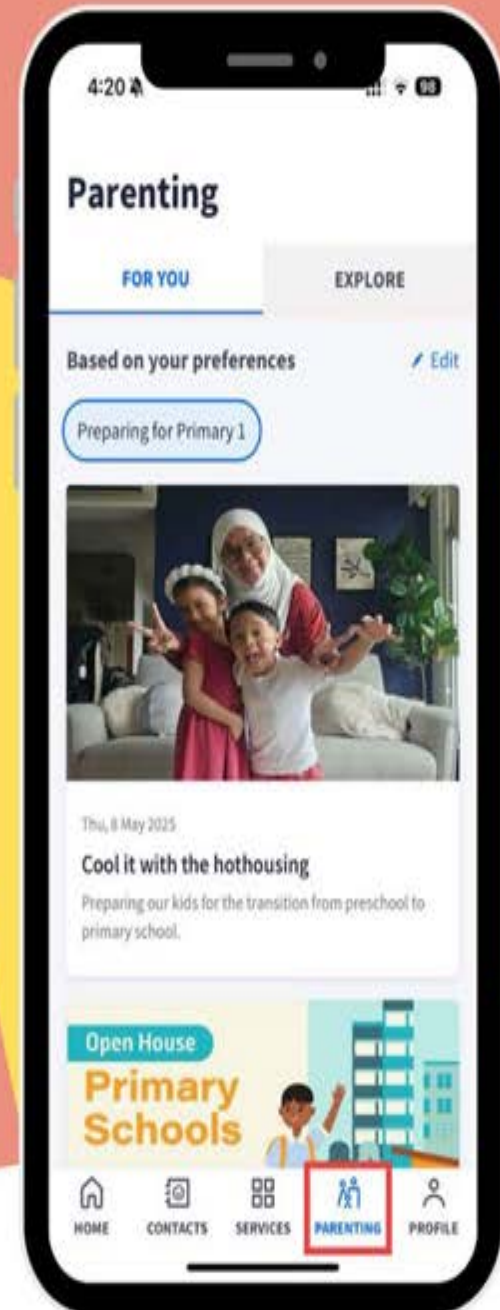 4:20
98
Parenting
FOR YOU
EXPLORE
Based on your preferences
Edit
Preparing for Primary 1
Thu, 8 May 2025
Cool it with the hothousing
Preparing our kids for the transition from preschool to
primary school.
Open House
Primary
Schools
HOME
CONTACTS
SERVICES
PARENTING
PROFILE